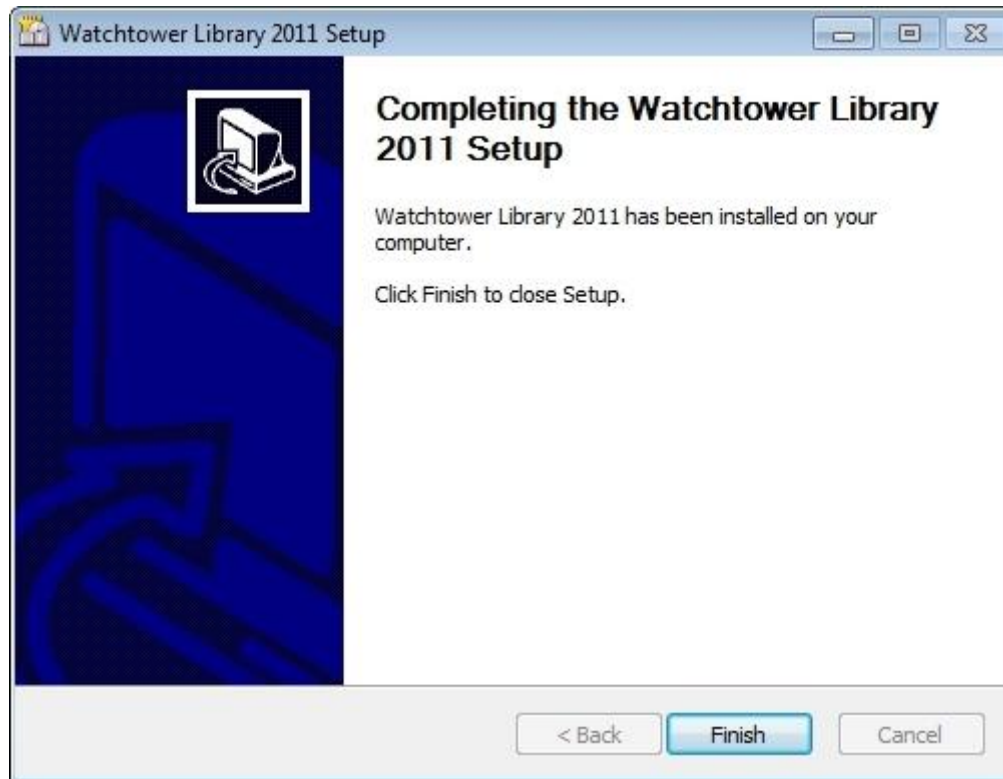 Watchtower Library 2011 Setup
Completing the Watchtower Library
2011 Setup
Watchtower Library 2011 has been installed on your
computer.
Click Finish to close Setup.
< Back
Finish
Cancel